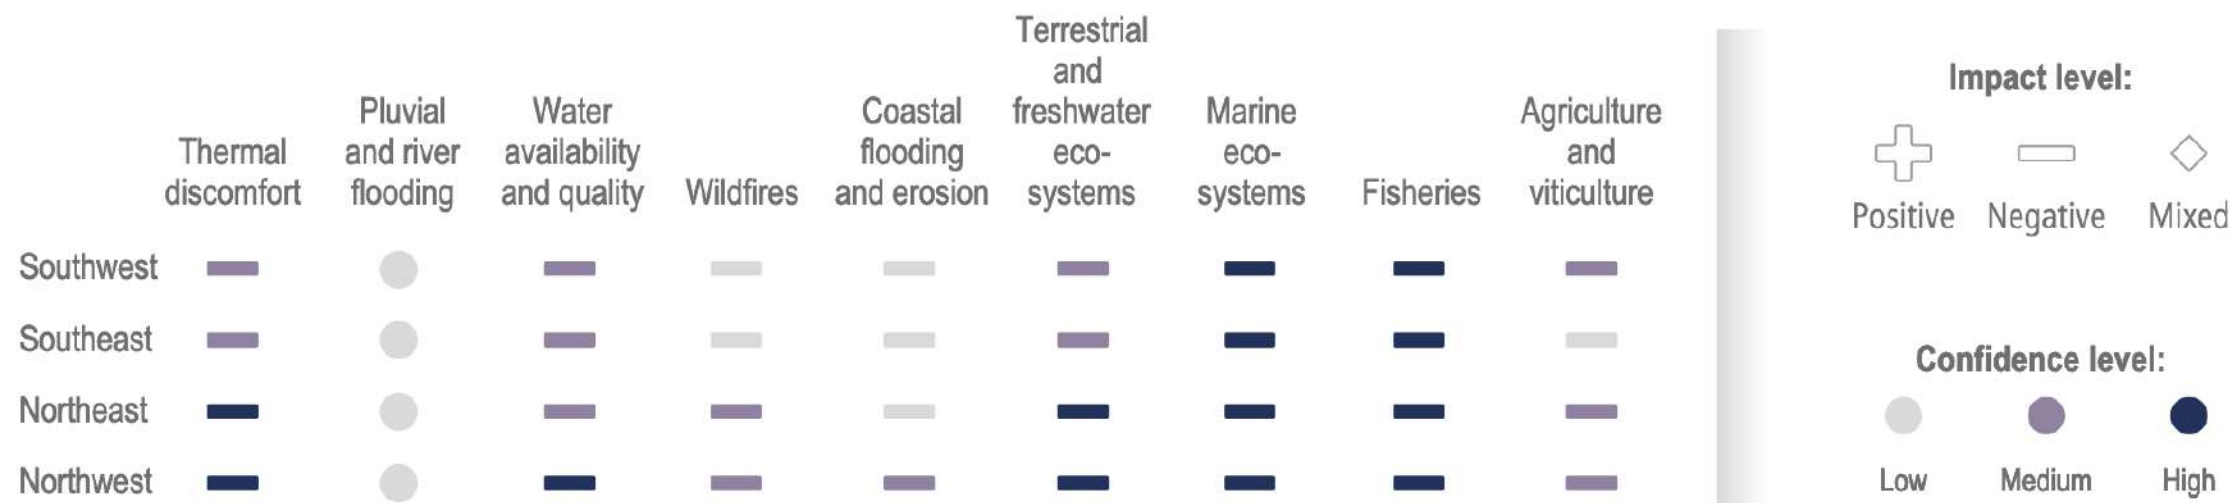 Thermal
discomfort
Pluvial
and river
flooding
Water
availability
and quality
Wildfires
Coastal
flooding
and erosion
Terrestrial
and
freshwater
eco-
systems
Marine
eco-
systems
Fisheries
Agriculture
and
viticulture
Southwest
Southeast
Northeast
Northwest
Impact level:
Positive Negative Mixed
Confidence level:
Low Medium High